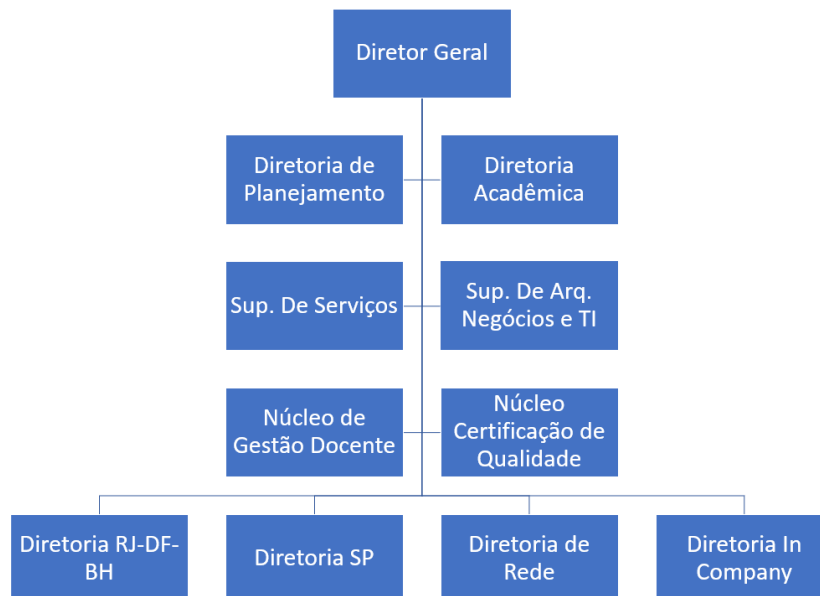 Diretor Geral
Diretoria de
Planejamento
Diretoria
Acadêmica
Sup. De Serviços
Sup. De Arq.
Negócios e TI
Núcleo de
Gestão Docente
Núcleo
Certificação de
Qualidade
Diretoria RJ-DF-
BH
Diretoria SP
Diretoria de
Rede
Diretoria In
Company